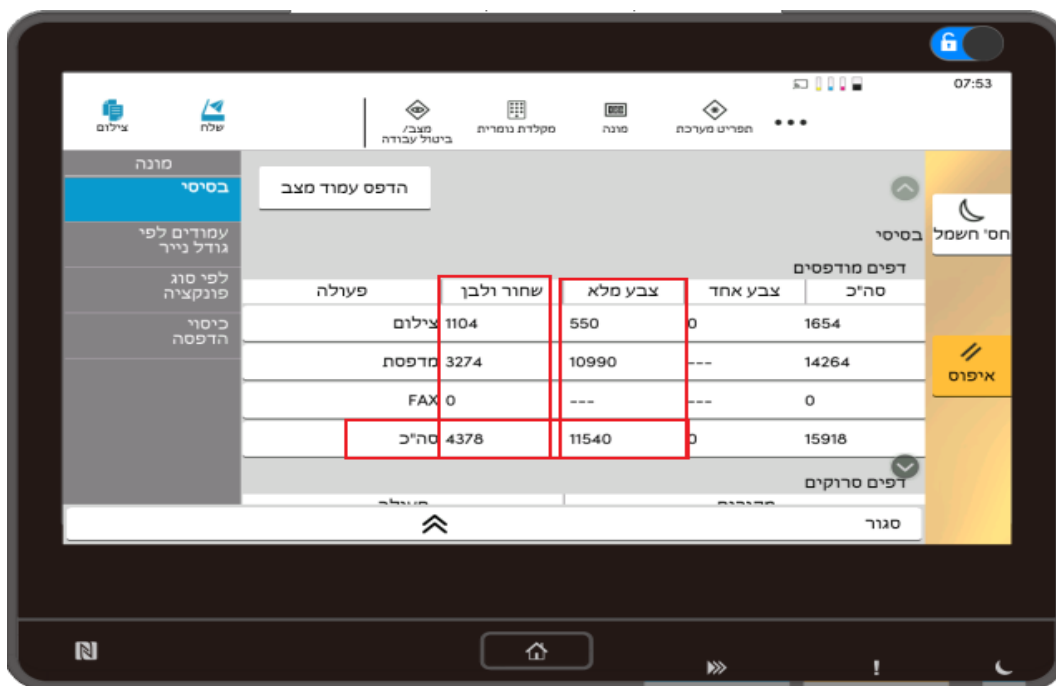 07:53
צילום
שלח
מצב/
ביטול עבודה
מקלדת נומרית
מונה
תפריט מערכת
מונה
בסיסי
עמודים לפי
גודל נייר
לפי סוג
פונקציה
כיסוי
הדפסה
הדפס עמוד מצב
בסיסי
דפים מודפסים
פעולה שחור ולבן צבע מלא צבע אחד סה"כ
צילום 1104 550 0 1654
מדפסת 3274 10990 --- 14264
FAX 0 --- --- 0
סה"כ 4378 11540 0 15918
דפים סרוקים
סגור
חס' חשמל
איפוס